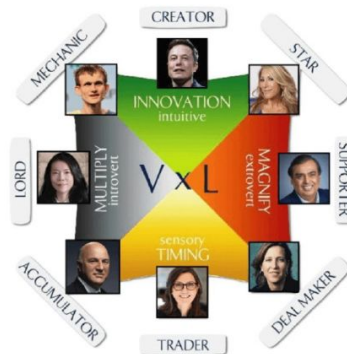 CREATOR
MECHANIC
STAR
INNOVATION
intuitive
LORD
MULTIPLY
introvert
V x L
MAGNIFY
extrovert
SUPPORTER
sensory
TIMING
ACCUMULATOR
DEAL MAKER
TRADER